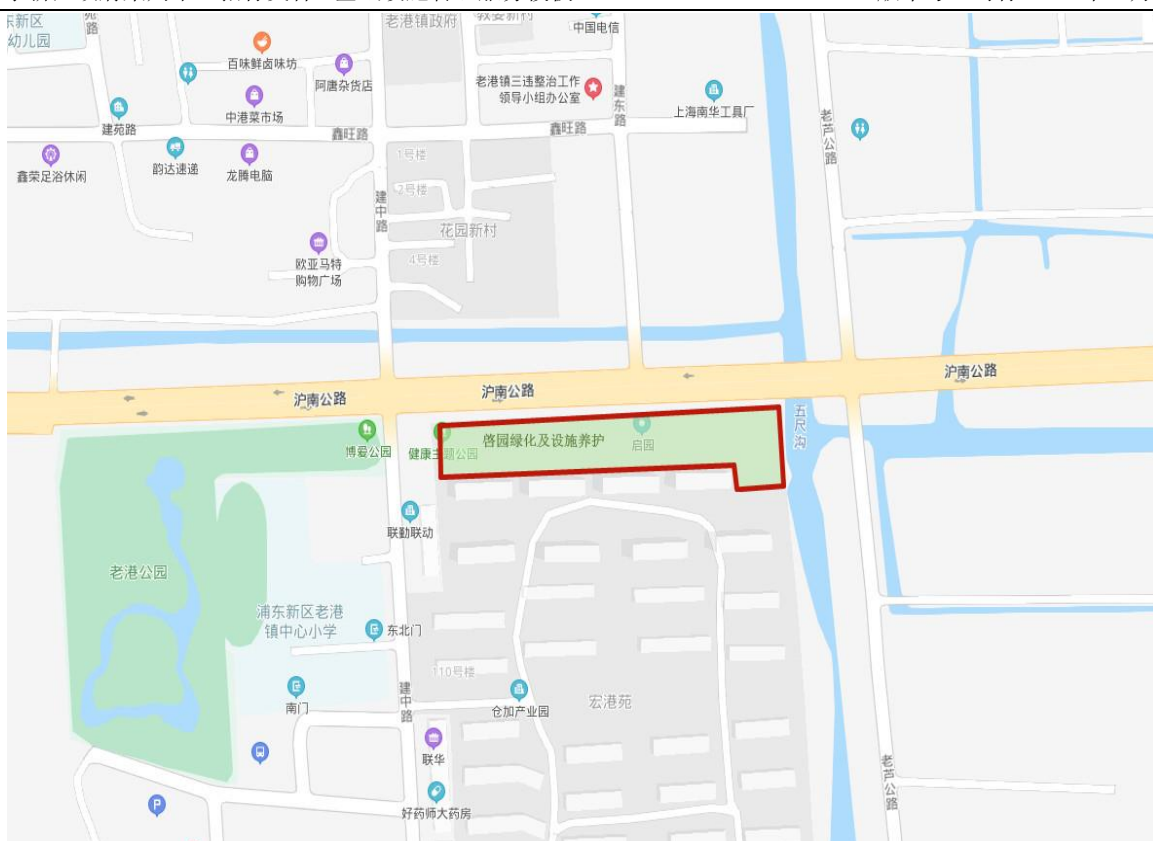 东新区
幼儿园
苑
路
老港镇政府
教委新村
中国电信
百味鲜卤味坊
阿唐杂货店
中港菜市场
建苑路
老港镇三违整治工作
领导小组办公室
建东路
上海南华工具厂
老芦公路
鑫旺路
鑫旺路
鑫荣足浴休闲
韵达速递
龙腾电脑
1号楼
2号楼
建中路
花园新村
4号楼
欧亚马特
购物广场
沪南公路
沪南公路
沪南公路
博爱公园
健康主题公园
啓园绿化及设施养护
启园
五尺沟
联勤联动
老港公园
浦东新区老港
镇中心小学
东北门
110号楼
南门
建中路
仓加产业园
宏港苑
联华
好药师大药房
老芦公路
P